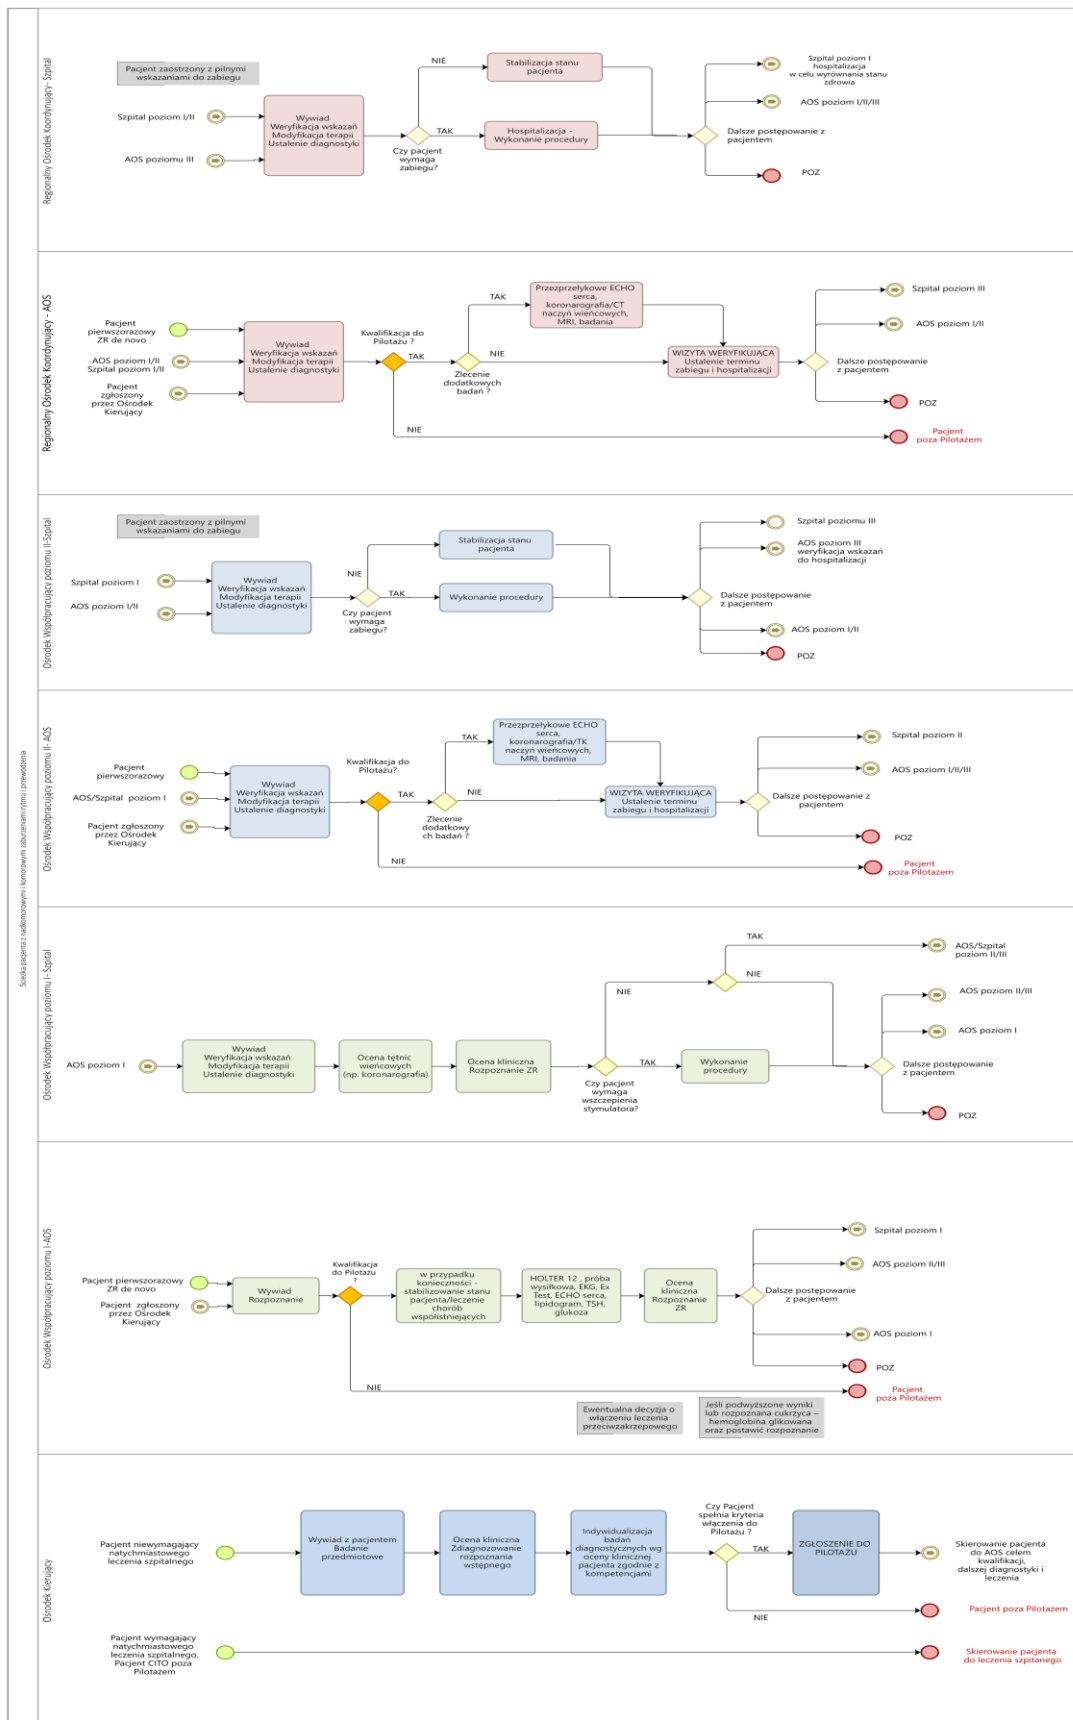 Ścieżka pacjenta z nadkomorowymi i komorowymi zaburzeniami rytmu i przewodzenia
Regionalny Ośrodek Koordynujący- Szpital
Pacjent zaostrzony z pilnymi
wskazaniami do zabiegu
Szpital poziom I/II
AOS poziomu III
Wywiad
Weryfikacja wskazań
Modyfikacja terapii
Ustalenie diagnostyki
NIE
TAK
Czy pacjent
wymaga
zabiegu?
Stabilizacja stanu
pacjenta
Hospitalizacja -
Wykonanie procedury
Szpital poziom I
hospitalizacja
w celu wyrównania stanu
zdrowia
AOS poziom I/II/III
Dalsze postępowanie z
pacjentem
POZ
Regionalny Ośrodek Koordynujący - AOS
Pacjent
pierwszorazowy
ZR de novo
AOS poziom I/II
Szpital poziom I/II
Pacjent
zgłoszony
przez Ośrodek
Kierujący
Wywiad
Weryfikacja wskazań
Modyfikacja terapii
Ustalenie diagnostyki
Kwalifikacja do
Pilotażu ?
TAK
NIE
TAK
NIE
Zlecenie
dodatkowych
badań ?
Przezprzełykowe ECHO
serca,
koronarografia/CT
naczyń wieńcowych,
MRI, badania
WIZYTA WERYFIKUJĄCA
Ustalenie terminu
zabiegu i hospitalizacji
Szpital poziom III
AOS poziom I/II
Dalsze postępowanie
z pacjentem
POZ
Pacjent
poza Pilotażem
Ośrodek Współpracujący poziomu II-Szpital
Pacjent zaostrzony z pilnymi
wskazaniami do zabiegu
Szpital poziom I
AOS poziom I/II
Wywiad
Weryfikacja wskazań
Modyfikacja terapii
Ustalenie diagnostyki
NIE
TAK
Czy pacjent
wymaga
zabiegu?
Stabilizacja stanu
pacjenta
Wykonanie procedury
Szpital poziomu III
AOS poziom III
weryfikacja wskazań
do hospitalizacji
Dalsze postępowanie z
pacjentem
AOS poziom I/II
POZ
Ośrodek Współpracujący poziomu II- AOS
Pacjent
pierwszorazowy
AOS/Szpital poziom I
Pacjent zgłoszony
przez Ośrodek
Kierujący
Wywiad
Weryfikacja wskazań
Modyfikacja terapii
Ustalenie diagnostyki
Kwalifikacja do
Pilotażu?
TAK
NIE
TAK
NIE
Zlecenie
dodatkowy
ch badań ?
Przezprzełykowe ECHO
serca,
koronarografia/TK
naczyń wieńcowych,
MRI, badania
WIZYTA WERYFIKUJĄCA
Ustalenie terminu
zabiegu i hospitalizacji
Szpital poziom II
AOS poziom I/II/III
Dalsze postępowanie z
pacjentem
POZ
Pacjent
poza Pilotażem
Ośrodek Współpracujący poziomu I- Szpital
AOS poziom I
Wywiad
Weryfikacja wskazań
Modyfikacja terapii
Ustalenie diagnostyki
Ocena tętnic
wieńcowych
(np. koronarografia)
Ocena kliniczna
Rozpoznanie ZR
NIE
TAK
Czy pacjent
wymaga
wszczepienia
stymulatora?
TAK
NIE
Wykonanie
procedury
AOS/Szpital
poziom II/III
AOS poziom II/III
AOS poziom I
Dalsze postępowanie
z pacjentem
POZ
Ośrodek Współpracujący poziomu I-AOS
Pacjent pierwszorazowy
ZR de novo
Pacjent zgłoszony
przez Ośrodek
Kierujący
Wywiad
Rozpoznanie
Kwalifikacja
do Pilotażu
?
NIE
w przypadku
konieczności -
stabilizowanie stanu
pacjenta/leczenie
chorób
współistniejących
HOLTER 12 , próba
wysiłkowa, EKG, Ex
Test, ECHO serca,
lipidogram, TSH,
glukoza
Ocena
kliniczna
Rozpoznanie
ZR
Szpital poziom I
AOS poziom II/III
Dalsze postępowanie
z pacjentem
AOS poziom I
POZ
Pacjent
poza Pilotażem
Ewentualna decyzja o
włączeniu leczenia
przeciwzakrzepowego
Jeśli podwyższone wyniki
lub rozpoznana cukrzyca –
hemoglobina glikowana
oraz postawić rozpoznanie
Ośrodek Kierujący
Pacjent niewymagający
natychmiastowego
leczenia szpitalnego
Wywiad z pacjentem
Badanie
przedmiotowe
Ocena kliniczna
Zdiagnozowanie
rozpoznania
wstępnego
Indywidualizacja
badań
diagnostycznych wg
oceny klinicznej
pacjenta zgodnie z
kompetencjami
Czy Pacjent
spełnia kryteria
włączenia do
Pilotażu ?
TAK
NIE
ZGŁOSZENIE DO
PILOTAŻU
Skierowanie pacjenta
do AOS celem
kwalifikacji,
dalszej diagnostyki i
leczenia
Pacjent poza Pilotażem
Pacjent wymagający
natychmiastowego
leczenia szpitalnego.
Pacjent CITO poza
Pilotażem
Skierowanie pacjenta
do leczenia szpitanego